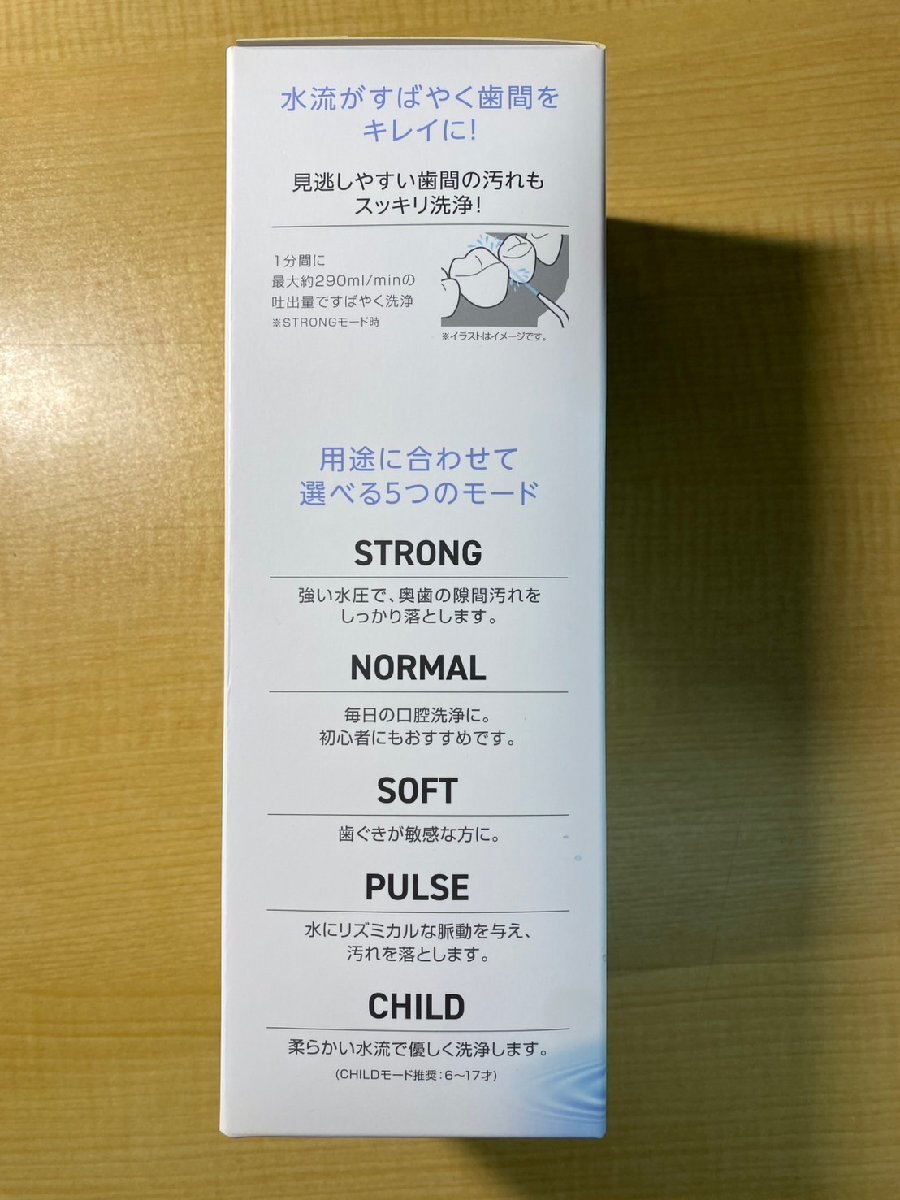 水流がすばやく歯間を
キレイに!
見逃しやすい歯間の汚れも
スッキリ洗浄!
1分間に
最大約290ml/minの
吐出量ですばやく洗浄
※STRONGモード時
※イラストはイメージです。
用途に合わせて
選べる5つのモード
STRONG
強い水圧で、奥歯の隙間汚れを
しっかり落とします。
NORMAL
毎日の口腔洗浄に。
初心者にもおすすめです。
SOFT
歯ぐきが敏感な方に。
PULSE
水にリズミカルな脈動を与え、
汚れを落とします。
CHILD
柔らかい水流で優しく洗浄します。
(CHILDモード推奨:6～17才)